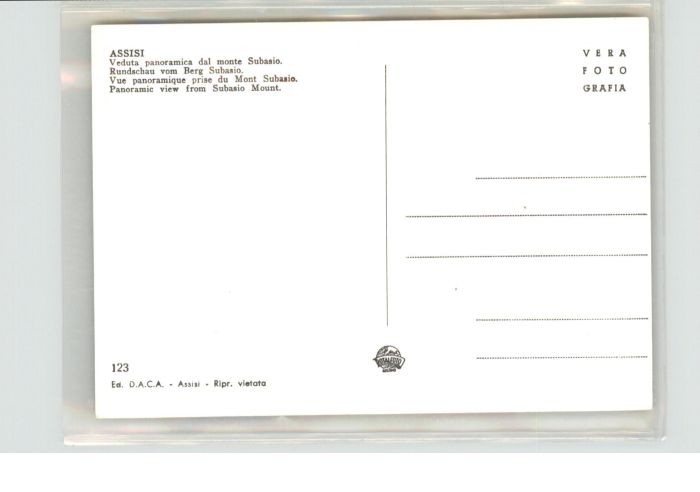 ASSISI
Veduta panoramica dal monte Subasio.
Rundschau vom Berg Subasio.
Vue panoramique prise du Mont Subasio.
Panoramic view from Subasio Mount.
VERA
FOTO
GRAFIA
123
Ed. D.A.C.A. - Assisi - Ripr. vietata